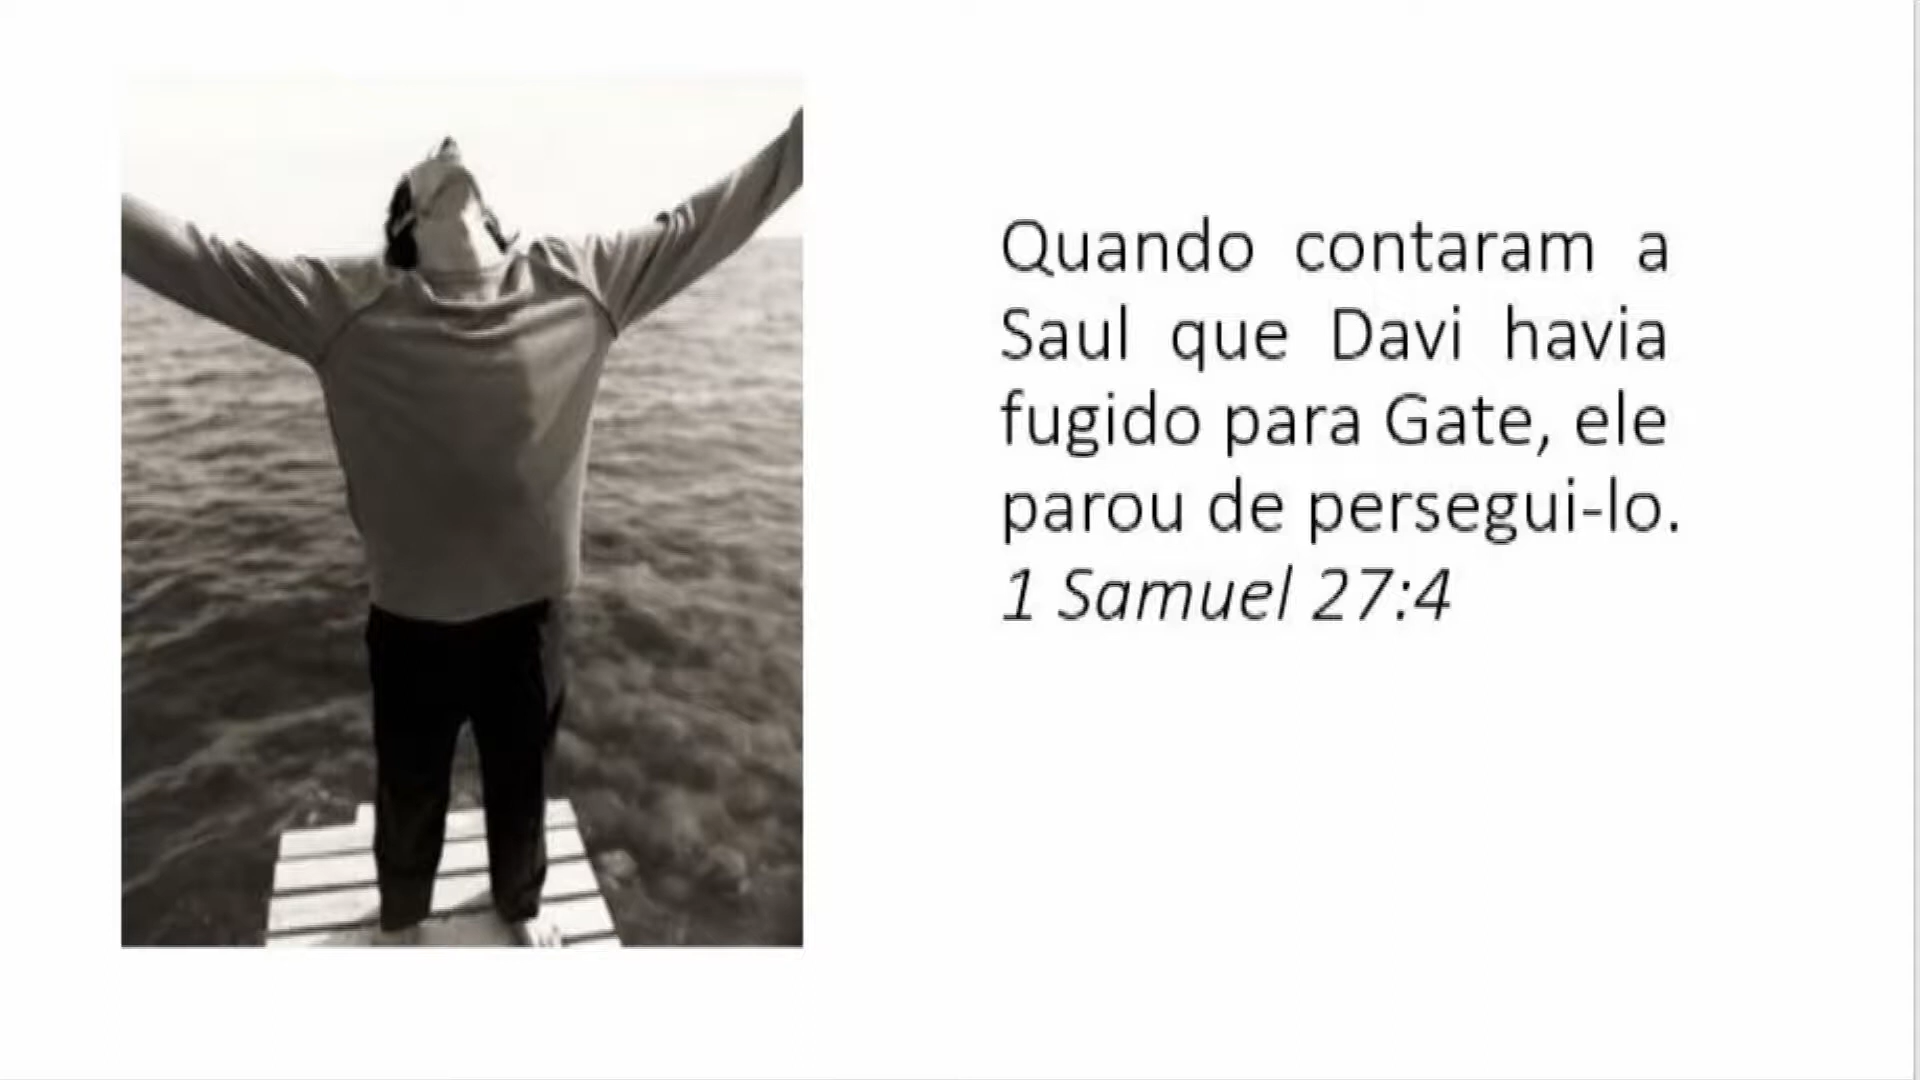 Quando contaram a
Saul que Davi havia
fugido para Gate, ele
parou de persegui-lo.
1 Samuel 27:4